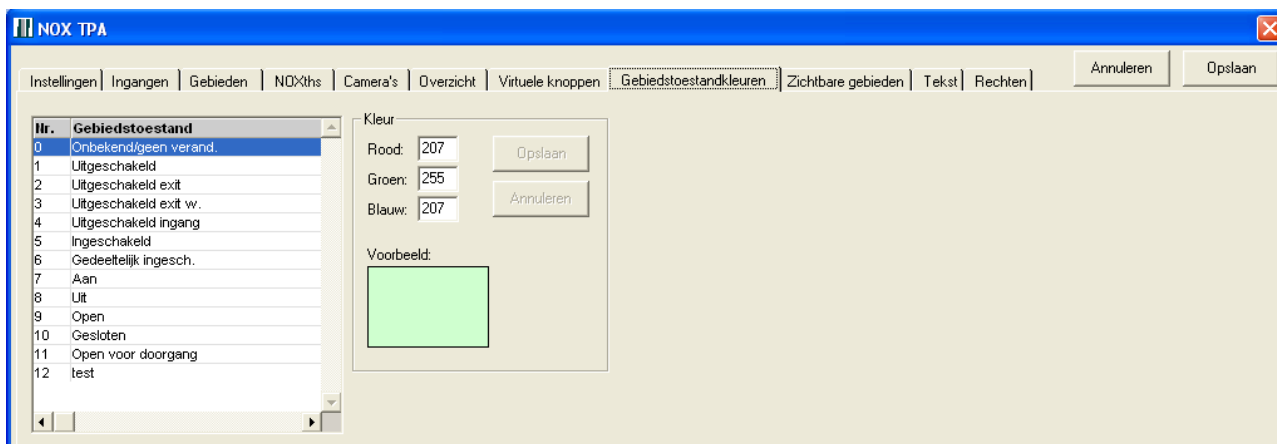 NOX TPA
Annuleren
Opslaan
Instellingen
Ingangen
Gebieden
NOXths
Camera's
Overzicht
Virtuele knoppen
Gebiedstoestandkleuren
Zichtbare gebieden
Tekst
Rechten
Nr. Gebiedstoestand
0 Onbekend/geen verand.
1 Uitgeschakeld
2 Uitgeschakeld exit
3 Uitgeschakeld exit w.
4 Uitgeschakeld ingang
5 Ingeschakeld
6 Gedeeltelijk ingesch.
7 Aan
8 Uit
9 Open
10 Gesloten
11 Open voor doorgang
12 test
Kleur
Rood: 207
Groen: 255
Blauw: 207
Opslaan
Annuleren
Voorbeeld: